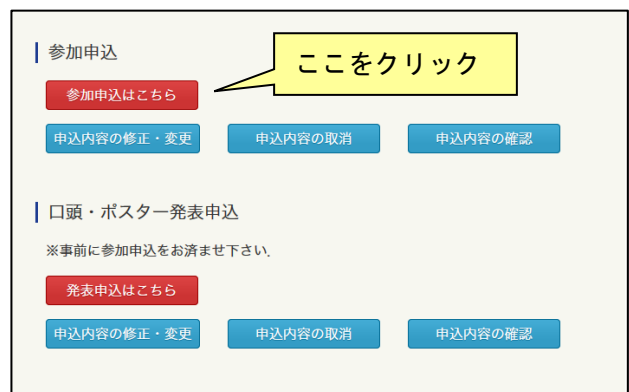 参加申込
ここをクリック
参加申込はこちら
申込内容の修正・変更
申込内容の取消
申込内容の確認
口頭・ポスター発表申込
※事前に参加申込をお済ませ下さい.
発表申込はこちら
申込内容の修正・変更
申込内容の取消
申込内容の確認